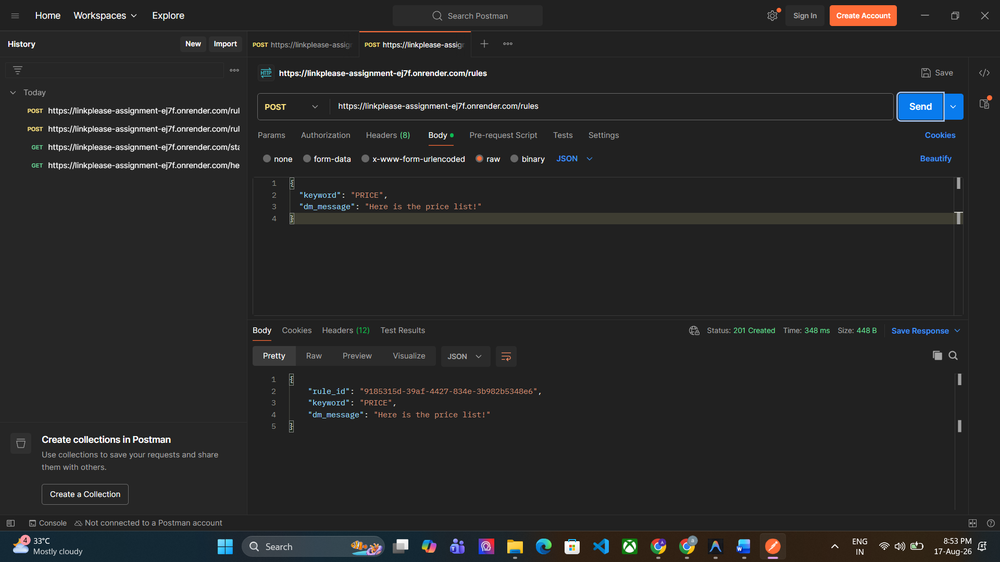 Home
Workspaces
Explore
Search Postman
Sign In
Create Account
History
New
Import
POST https://linkplease-assign
POST https://linkplease-assign
HTTP https://linkplease-assignment-ej7f.onrender.com/rules
Save
Today
POST https://linkplease-assignment-ej7f.onrender.com/rul
POST https://linkplease-assignment-ej7f.onrender.com/rul
GET https://linkplease-assignment-ej7f.onrender.com/sta
GET https://linkplease-assignment-ej7f.onrender.com/he
POST https://linkplease-assignment-ej7f.onrender.com/rules
Send
Params Authorization Headers (8) Body Pre-request Script Tests Settings
Cookies
none form-data x-www-form-urlencoded raw binary JSON
Beautify
1 {
2 "keyword": "PRICE",
3 "dm_message": "Here is the price list!"
4 }
Body Cookies Headers (12) Test Results
Status: 201 Created Time: 348 ms Size: 448 B
Save Response
Pretty Raw Preview Visualize JSON
1 {
2 "rule_id": "9185315d-39af-4427-834e-3b982b5348e6",
3 "keyword": "PRICE",
4 "dm_message": "Here is the price list!"
5 }
Create collections in Postman
Use collections to save your requests and share
them with others.
Create a Collection
Console
Not connected to a Postman account
4
33°C
Mostly cloudy
Search
ENG
IN
8:53 PM
17-Aug-26